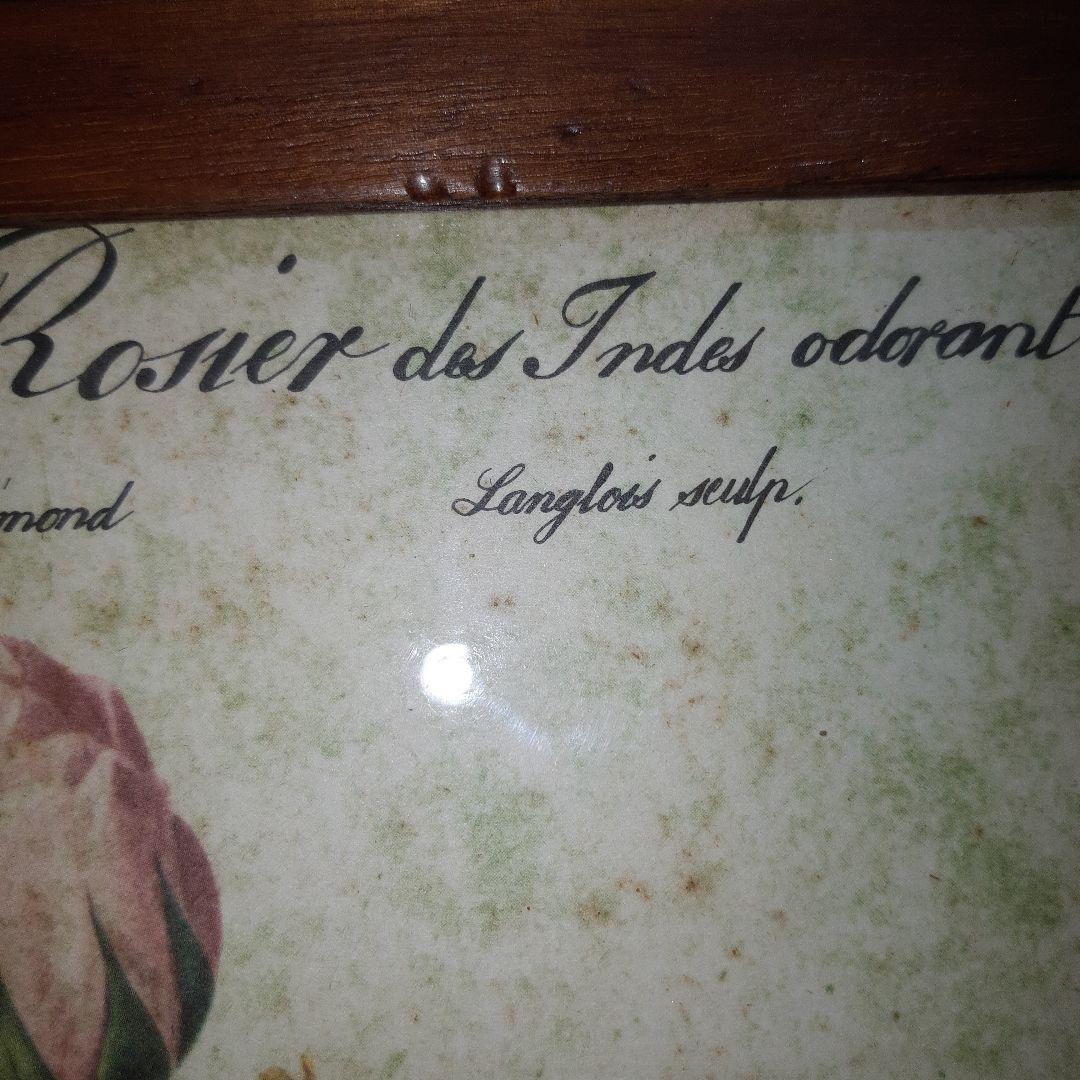 Rosier des Indes odorant
mond Langlois sculp.